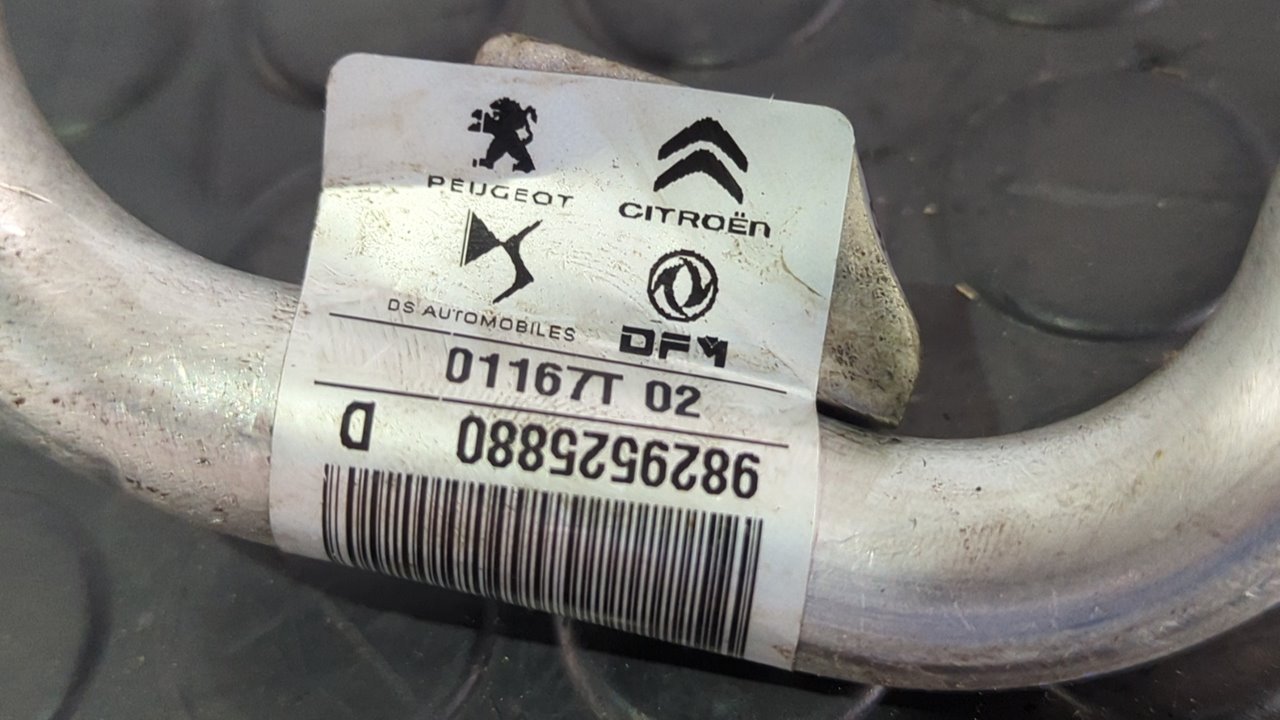 PEUGEOT
CITROËN
DS AUTOMOBILES
DFM
01167T 02
9829525880 D